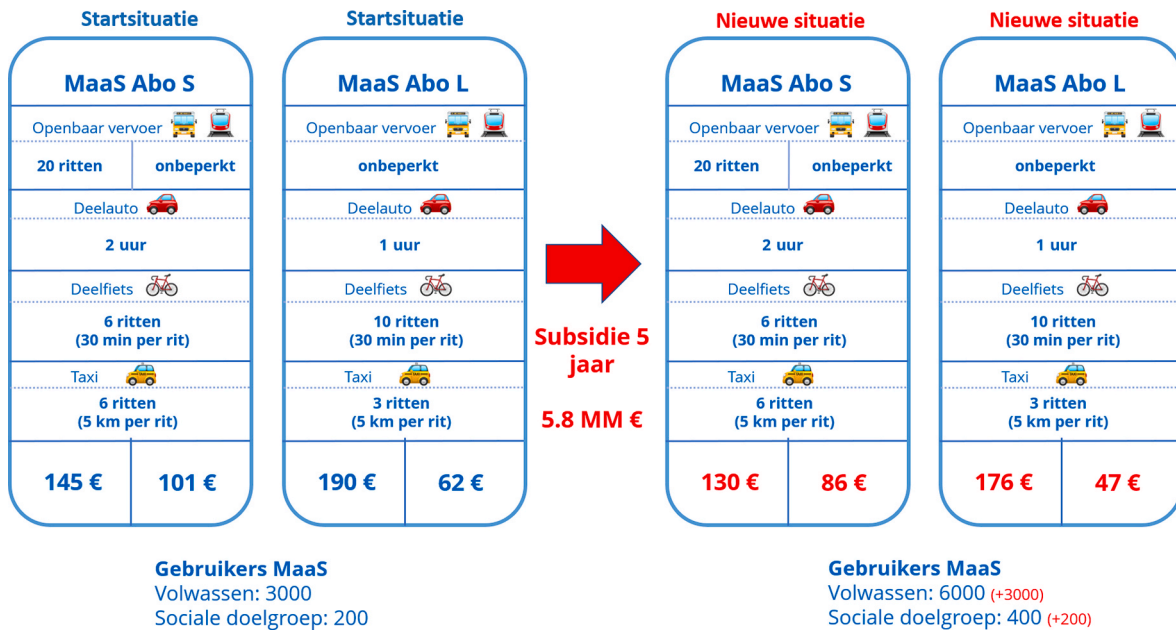 Startsituatie
MaaS Abo S
Openbaar vervoer
20 ritten
onbeperkt
Deelauto
2 uur
Deelfiets
6 ritten
(30 min per rit)
Taxi
6 ritten
(5 km per rit)
145 €
101 €
Startsituatie
MaaS Abo L
Openbaar vervoer
onbeperkt
Deelauto
1 uur
Deelfiets
10 ritten
(30 min per rit)
Taxi
3 ritten
(5 km per rit)
190 €
62 €
Gebruikers MaaS
Volwassen: 3000
Sociale doelgroep: 200
Subsidie 5
jaar
5.8 MM €
Nieuwe situatie
MaaS Abo S
Openbaar vervoer
20 ritten
onbeperkt
Deelauto
2 uur
Deelfiets
6 ritten
(30 min per rit)
Taxi
6 ritten
(5 km per rit)
130 €
86 €
Nieuwe situatie
MaaS Abo L
Openbaar vervoer
onbeperkt
Deelauto
1 uur
Deelfiets
10 ritten
(30 min per rit)
Taxi
3 ritten
(5 km per rit)
176 €
47 €
Gebruikers MaaS
Volwassen: 6000 (+3000)
Sociale doelgroep: 400 (+200)